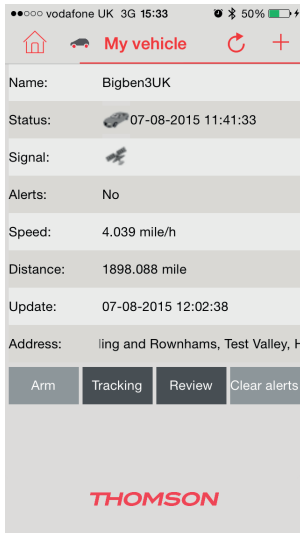 vodafone UK 3G 15:33 50%
My vehicle
Name: Bigben3UK
Status: 07-08-2015 11:41:33
Signal:
Alerts: No
Speed: 4.039 mile/h
Distance: 1898.088 mile
Update: 07-08-2015 12:02:38
Address: ling and Rownhams, Test Valley, H
Arm Tracking Review Clear alerts
THOMSON